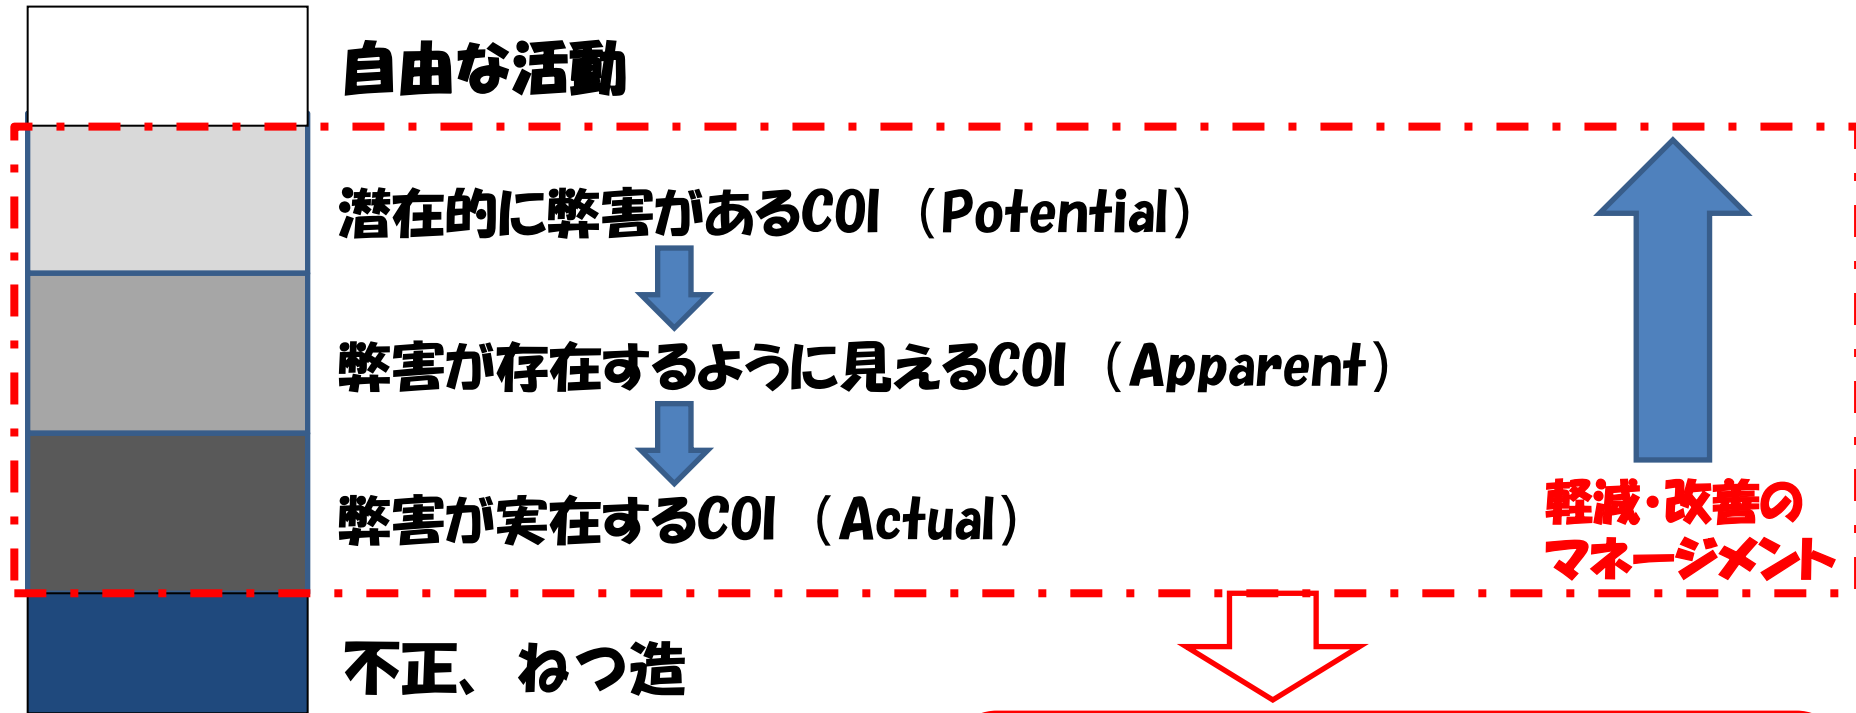 自由な活動
潜在的に弊害があるCOI（Potential）
弊害が存在するように見えるCOI（Apparent）
弊害が実在するCOI（Actual）
軽減・改善の
マネージメント
不正、ねつ造